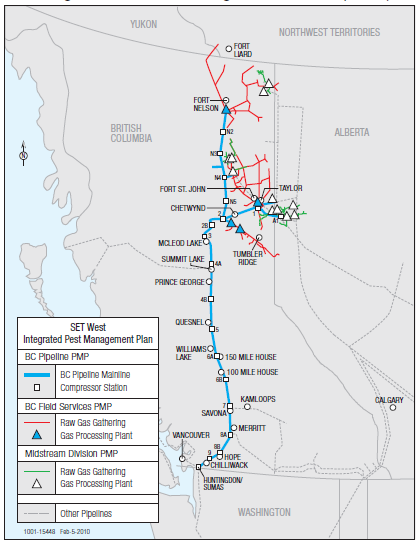 YUKON
NORTHWEST TERRITORIES
FORT
LIARD
FORT
NELSON
BRITISH
COLUMBIA
ALBERTA
N
N2
N3
N4
FORT ST. JOHN
TAYLOR
N5
CHETWYND
2
A1
2B
3
MCLEOD LAKE
TUMBLER
RIDGE
SUMMIT LAKE
4A
PRINCE GEORGE
4B
QUESNEL
5
SET West
Integrated Pest Management Plan
BC Pipeline PMP
BC Pipeline Mainline
Compressor Station
BC Field Services PMP
Raw Gas Gathering
Gas Processing Plant
Midstream Division PMP
Raw Gas Gathering
Gas Processing Plant
Other Pipelines
1001-15448 Feb-5-2010
WILLIAMS
LAKE
6A
150 MILE HOUSE
100 MILE HOUSE
6B
KAMLOOPS
CALGARY
7
SAVONA
MERRITT
8A
VANCOUVER
8B
9
HOPE
CHILLIWACK
HUNTINGDON/
SUMAS
WASHINGTON